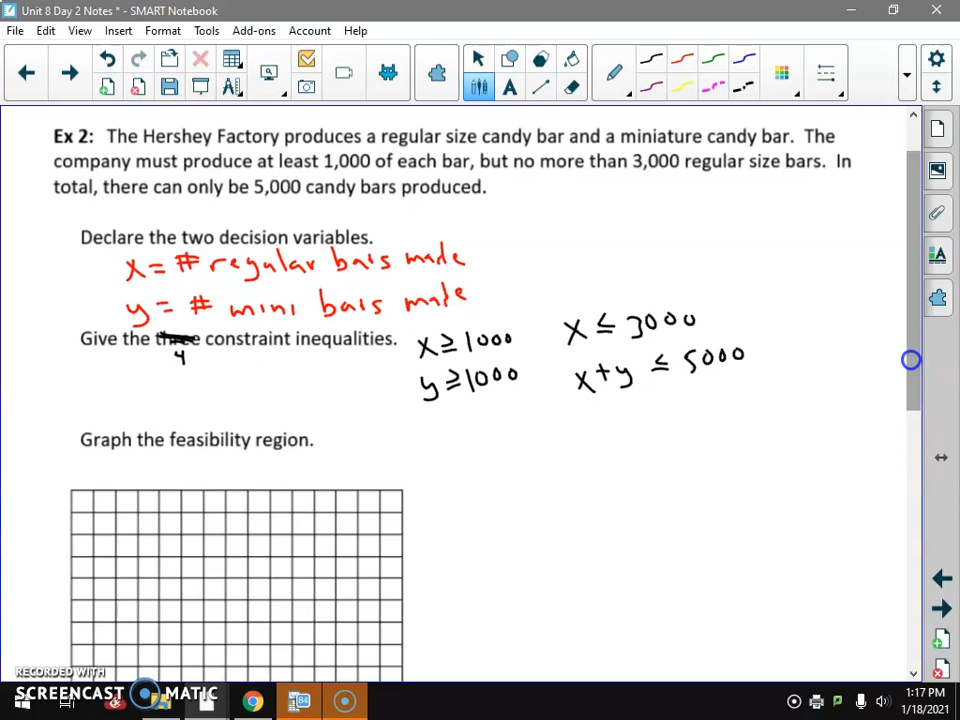 Unit 8 Day 2 Notes * - SMART Notebook
File Edit View Insert Format Tools Add-ons Account Help
Ex 2: The Hershey Factory produces a regular size candy bar and a miniature candy bar. The
company must produce at least 1,000 of each bar, but no more than 3,000 regular size bars. In
total, there can only be 5,000 candy bars produced.
Declare the two decision variables.
x = # regular bars made
y = # mini bars made
Give the three constraint inequalities.
4
x ≥ 1000
x ≤ 3000
y ≥ 1000
x + y ≤ 5000
Graph the feasibility region.
RECORDED WITH
SCREENCAST MATIC
84
1:17 PM
1/18/2021